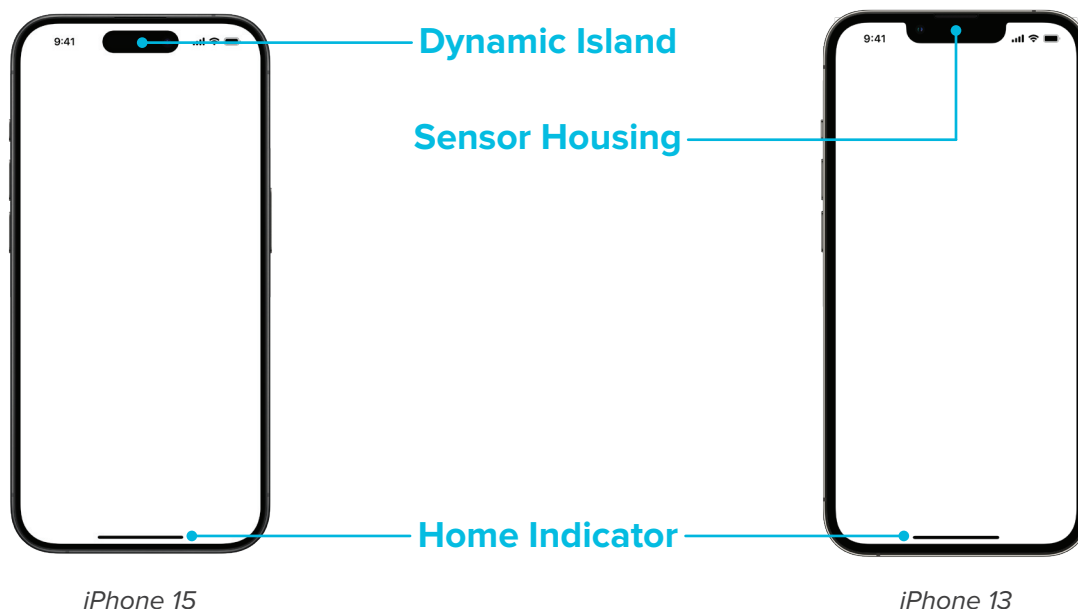 9:41
Dynamic Island
9:41
Sensor Housing
Home Indicator
iPhone 15
iPhone 13